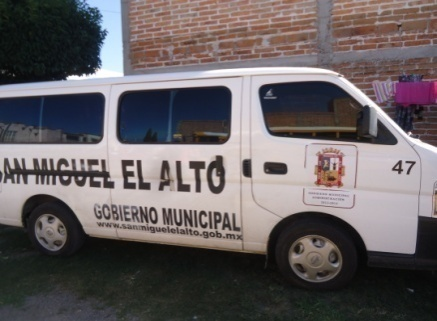 SAN MIGUEL EL ALTO
GOBIERNO MUNICIPAL
www.sanmiguelelalto.gob.mx
47